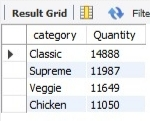 Result Grid Filte
category Quantity
Classic 14888
Supreme 11987
Veggie 11649
Chicken 11050